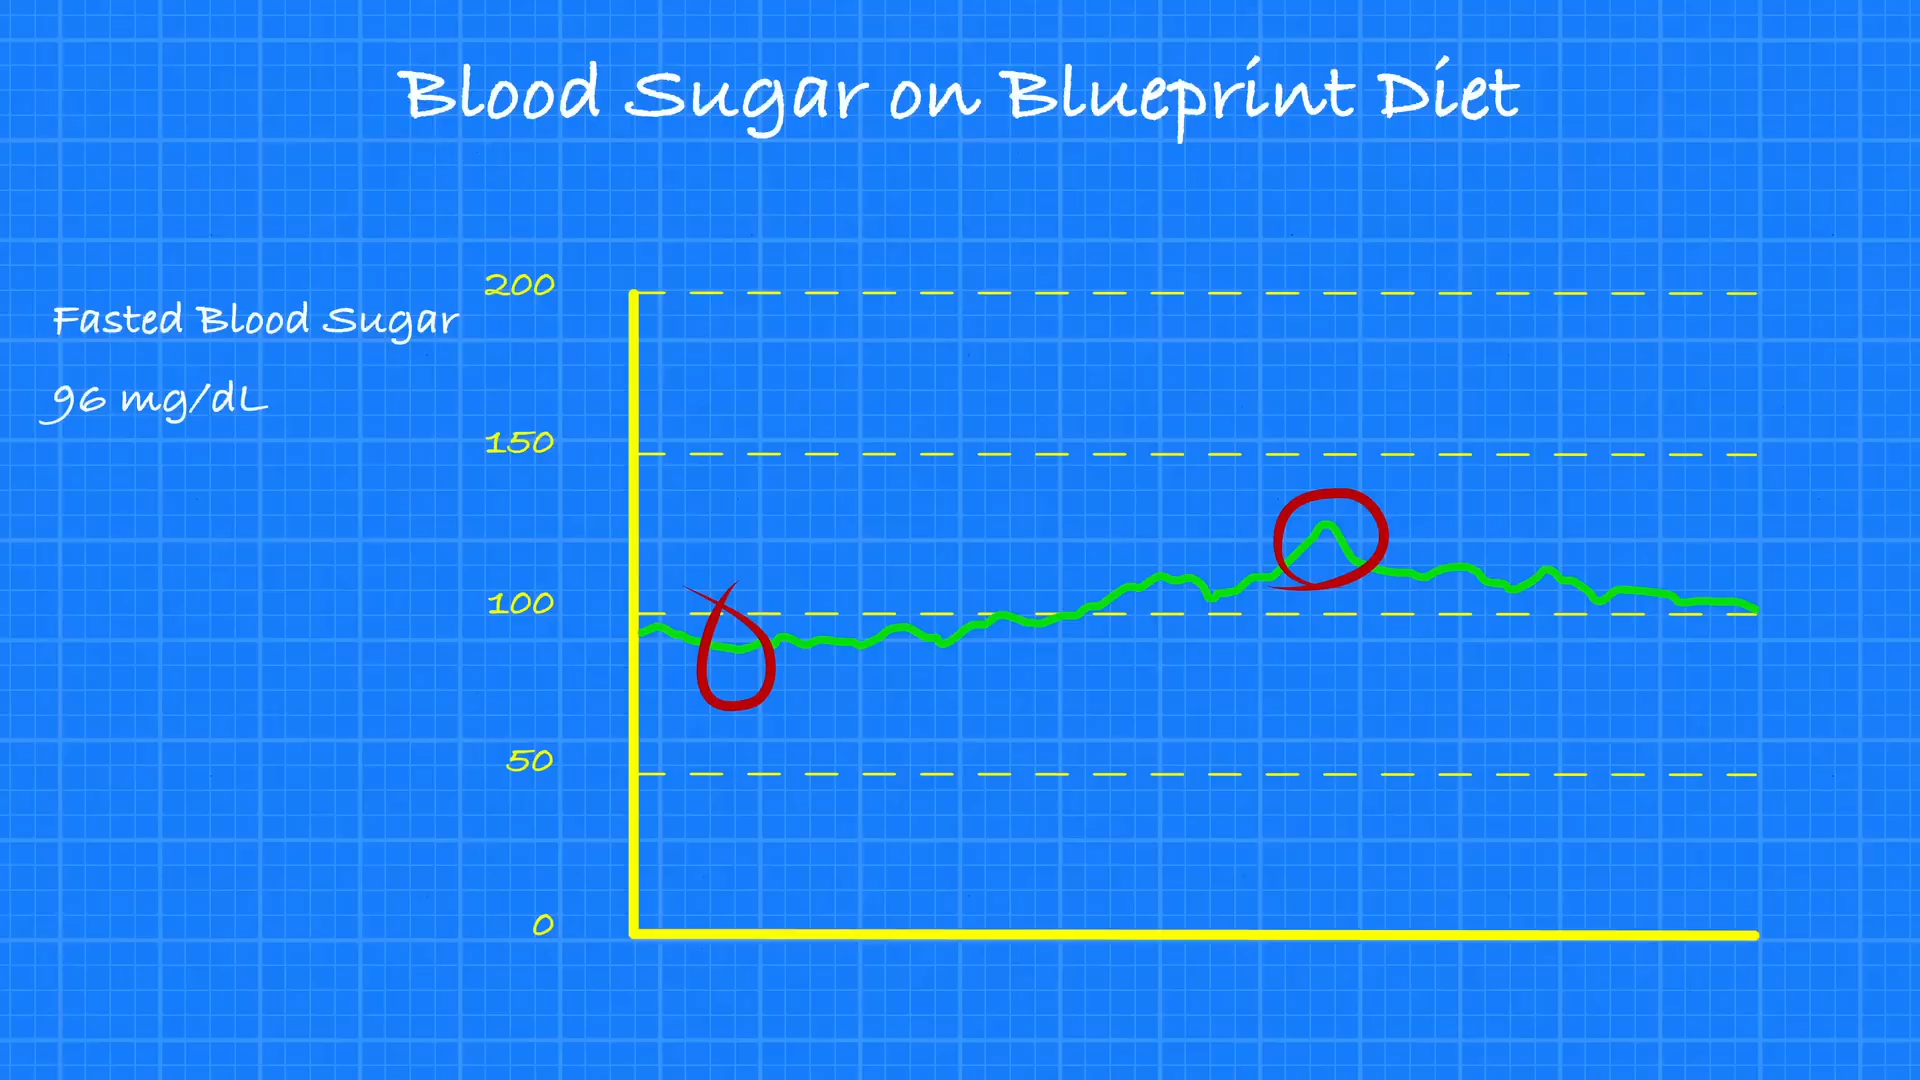 Blood Sugar on Blueprint Diet
Fasted Blood Sugar
96 mg/dL
200
150
100
50
0